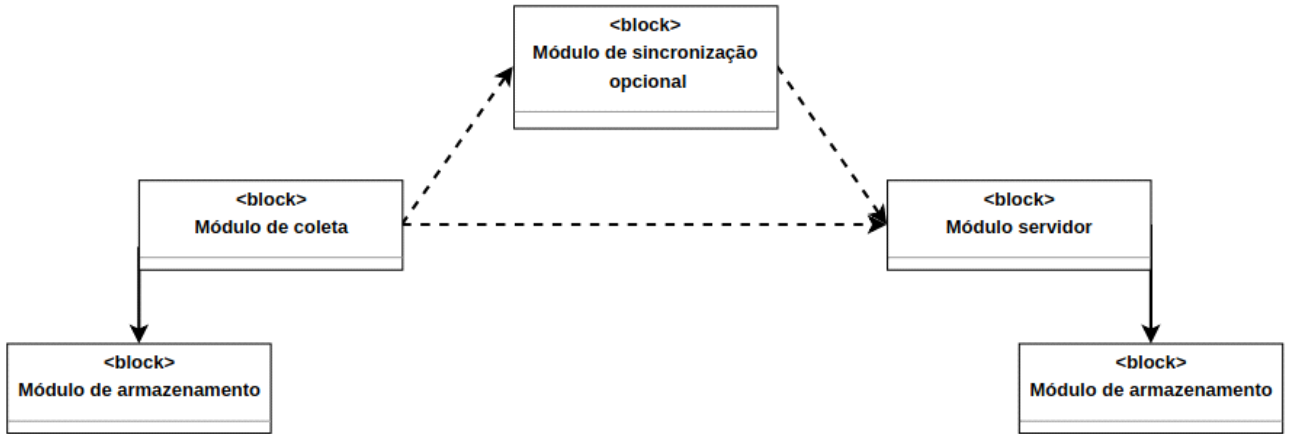 <block>
Módulo de sincronização
opcional
<block>
Módulo de coleta
<block>
Módulo servidor
<block>
Módulo de armazenamento
<block>
Módulo de armazenamento